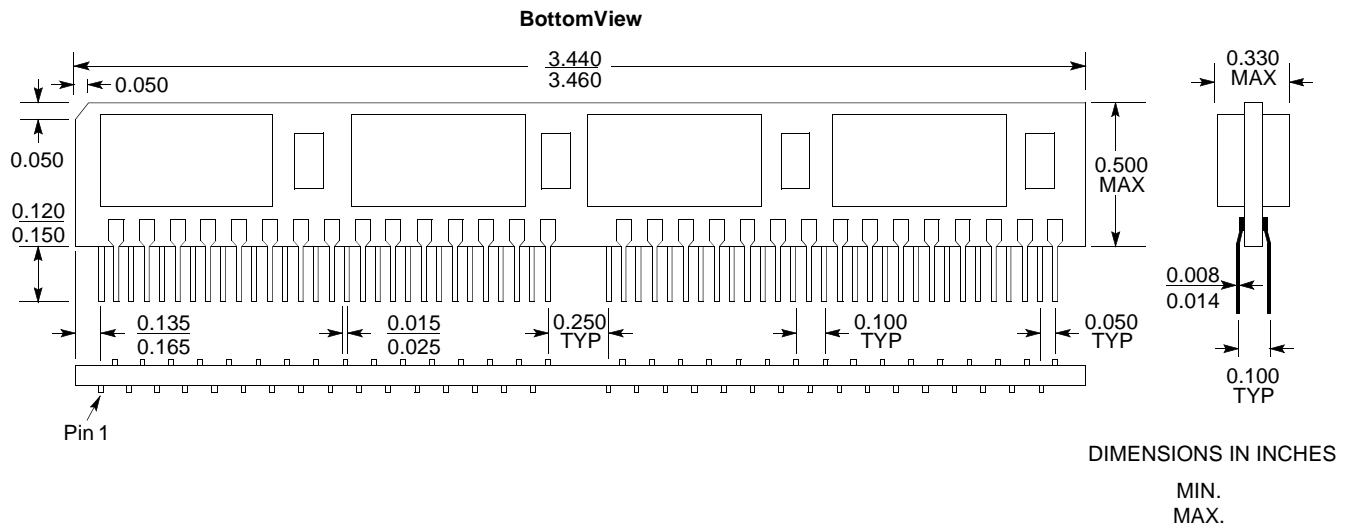 BottomView
3.440
3.460
0.050
0.330
MAX
0.050
0.500
MAX
0.120
0.150
0.008
0.014
0.135
0.165
0.015
0.025
0.250
TYP
0.100
TYP
0.050
TYP
0.100
TYP
Pin 1
DIMENSIONS IN INCHES
MIN.
MAX.